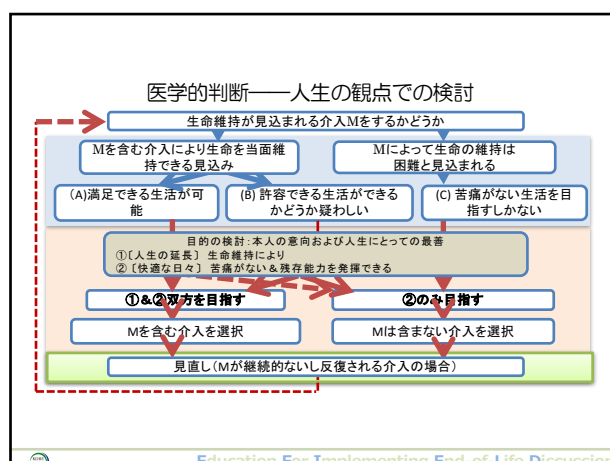 医学的判断――人生の観点での検討
生命維持が見込まれる介入Mをするかどうか
Mを含む介入により生命を当面維
持できる見込み
Mによって生命の維持は
困難と見込まれる
(A)満足できる生活が可
能
(B) 許容できる生活ができる
かどうか疑わしい
(C) 苦痛がない生活を目
指すしかない
目的の検討:本人の意向および人生にとっての最善
①〔人生の延長〕 生命維持により
②〔快適な日々〕 苦痛がない＆残存能力を発揮できる
①＆②双方を目指す
②のみ目指す
Mを含む介入を選択
Mは含まない介入を選択
見直し(Mが継続的ないし反復される介入の場合)
Education For Implementing End-of-Life Discussion